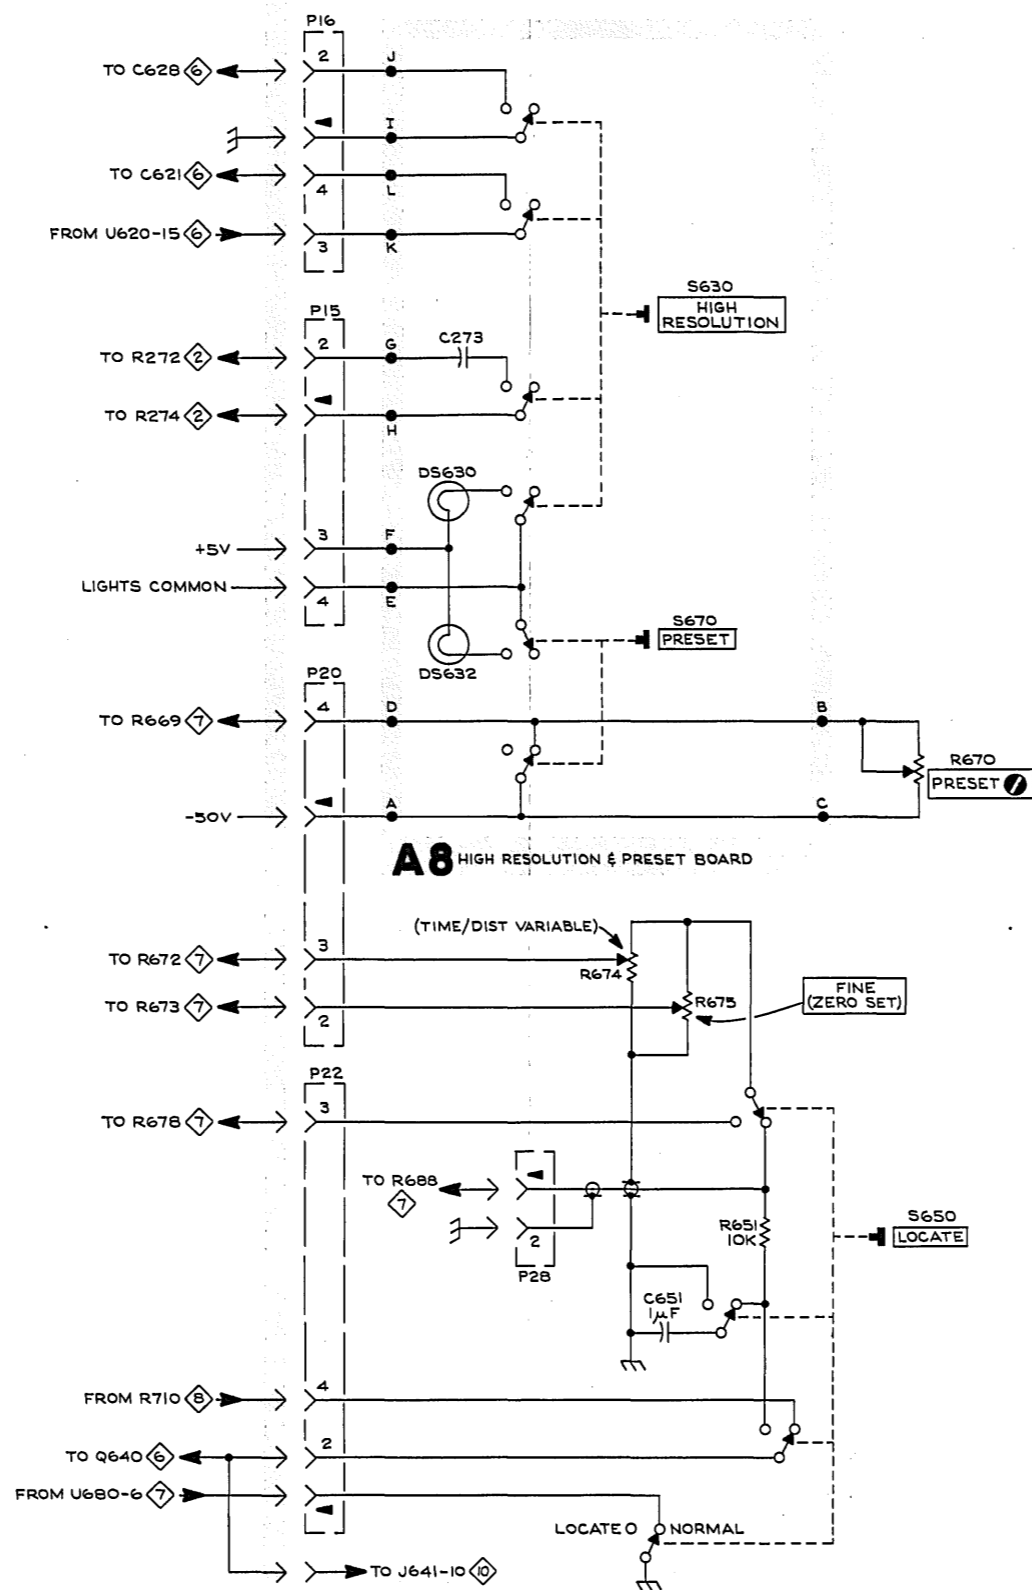 P16
2
J
TO C628 6
I
TO C621 6
4
L
FROM U620-15 6
3
K
S630
HIGH
RESOLUTION
P15
2
G
C273
TO R272 2
TO R274 2
H
DS630
3
F
+5V
LIGHTS COMMON
4
E
S670
PRESET
DS632
P20
4
D
B
TO R669 7
R670
PRESET
-50V
A
C
A8 HIGH RESOLUTION & PRESET BOARD
(TIME/DIST VARIABLE)
3
TO R672 7
R674
FINE
(ZERO SET)
R675
TO R673 7
2
P22
3
TO R678 7
TO R688
7
2
P28
R651
10K
S650
LOCATE
C651
1μF
4
FROM R710 8
2
TO Q640 6
FROM U680-6 7
LOCATE NORMAL
TO J641-10 10